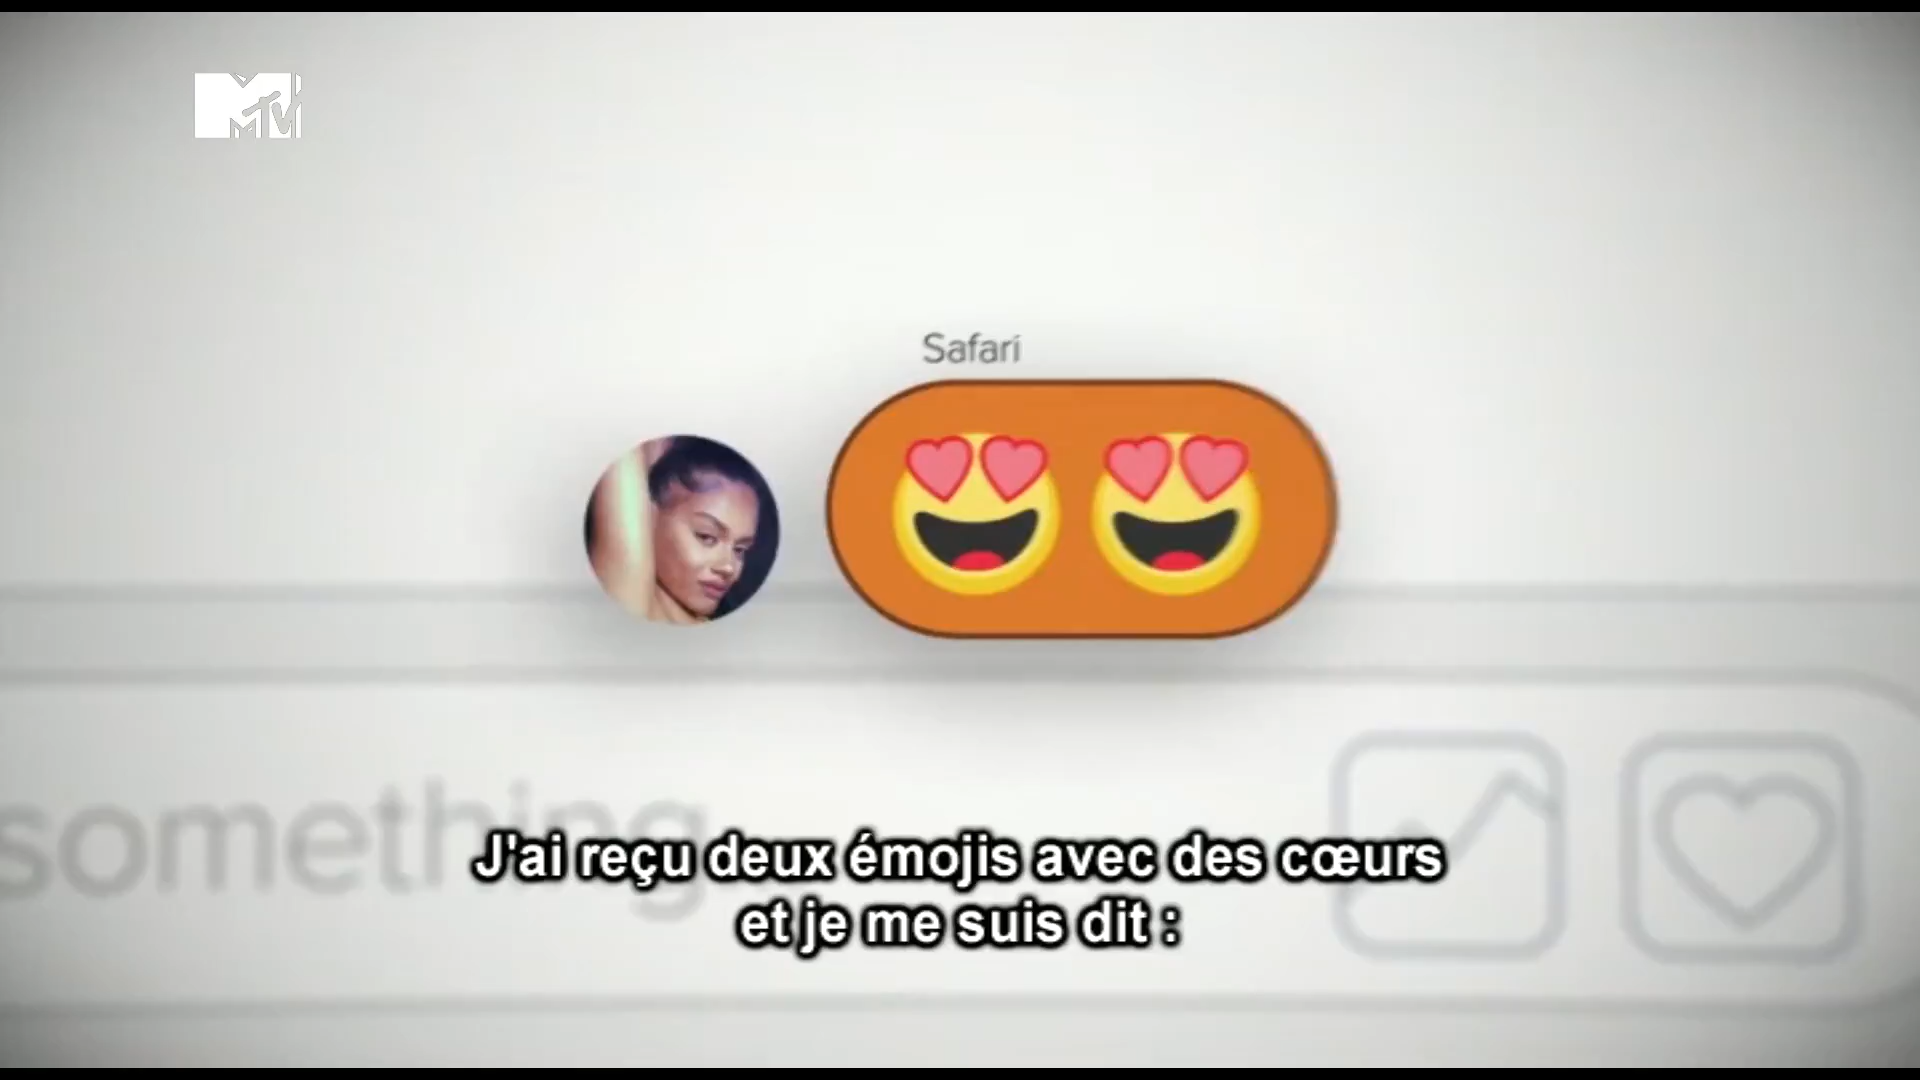 MTV
Safari
something
J'ai reçu deux émojis avec des cœurs
et je me suis dit :